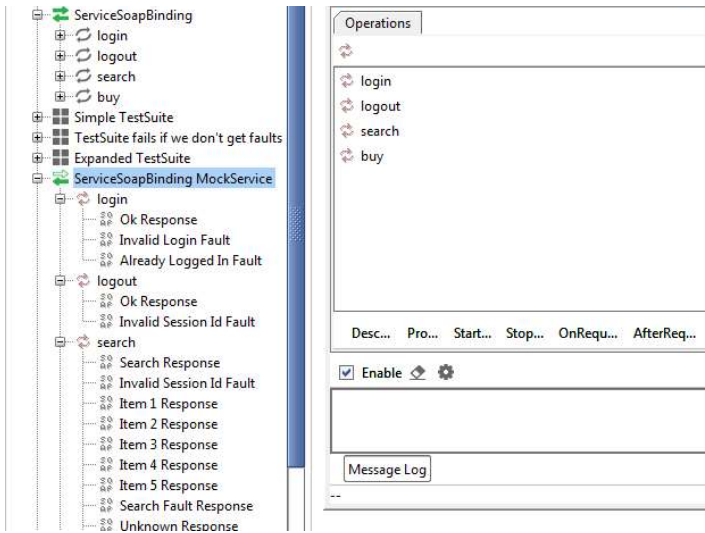 ServiceSoapBinding
login
logout
search
buy
Simple TestSuite
TestSuite fails if we don't get faults
Expanded TestSuite
ServiceSoapBinding MockService
login
Ok Response
Invalid Login Fault
Already Logged In Fault
logout
Ok Response
Invalid Session Id Fault
search
Search Response
Invalid Session Id Fault
Item 1 Response
Item 2 Response
Item 3 Response
Item 4 Response
Item 5 Response
Search Fault Response
Unknown Response
Operations
login
logout
search
buy
Desc... Pro... Start... Stop... OnRequ... AfterReq...
Enable
Message Log
--